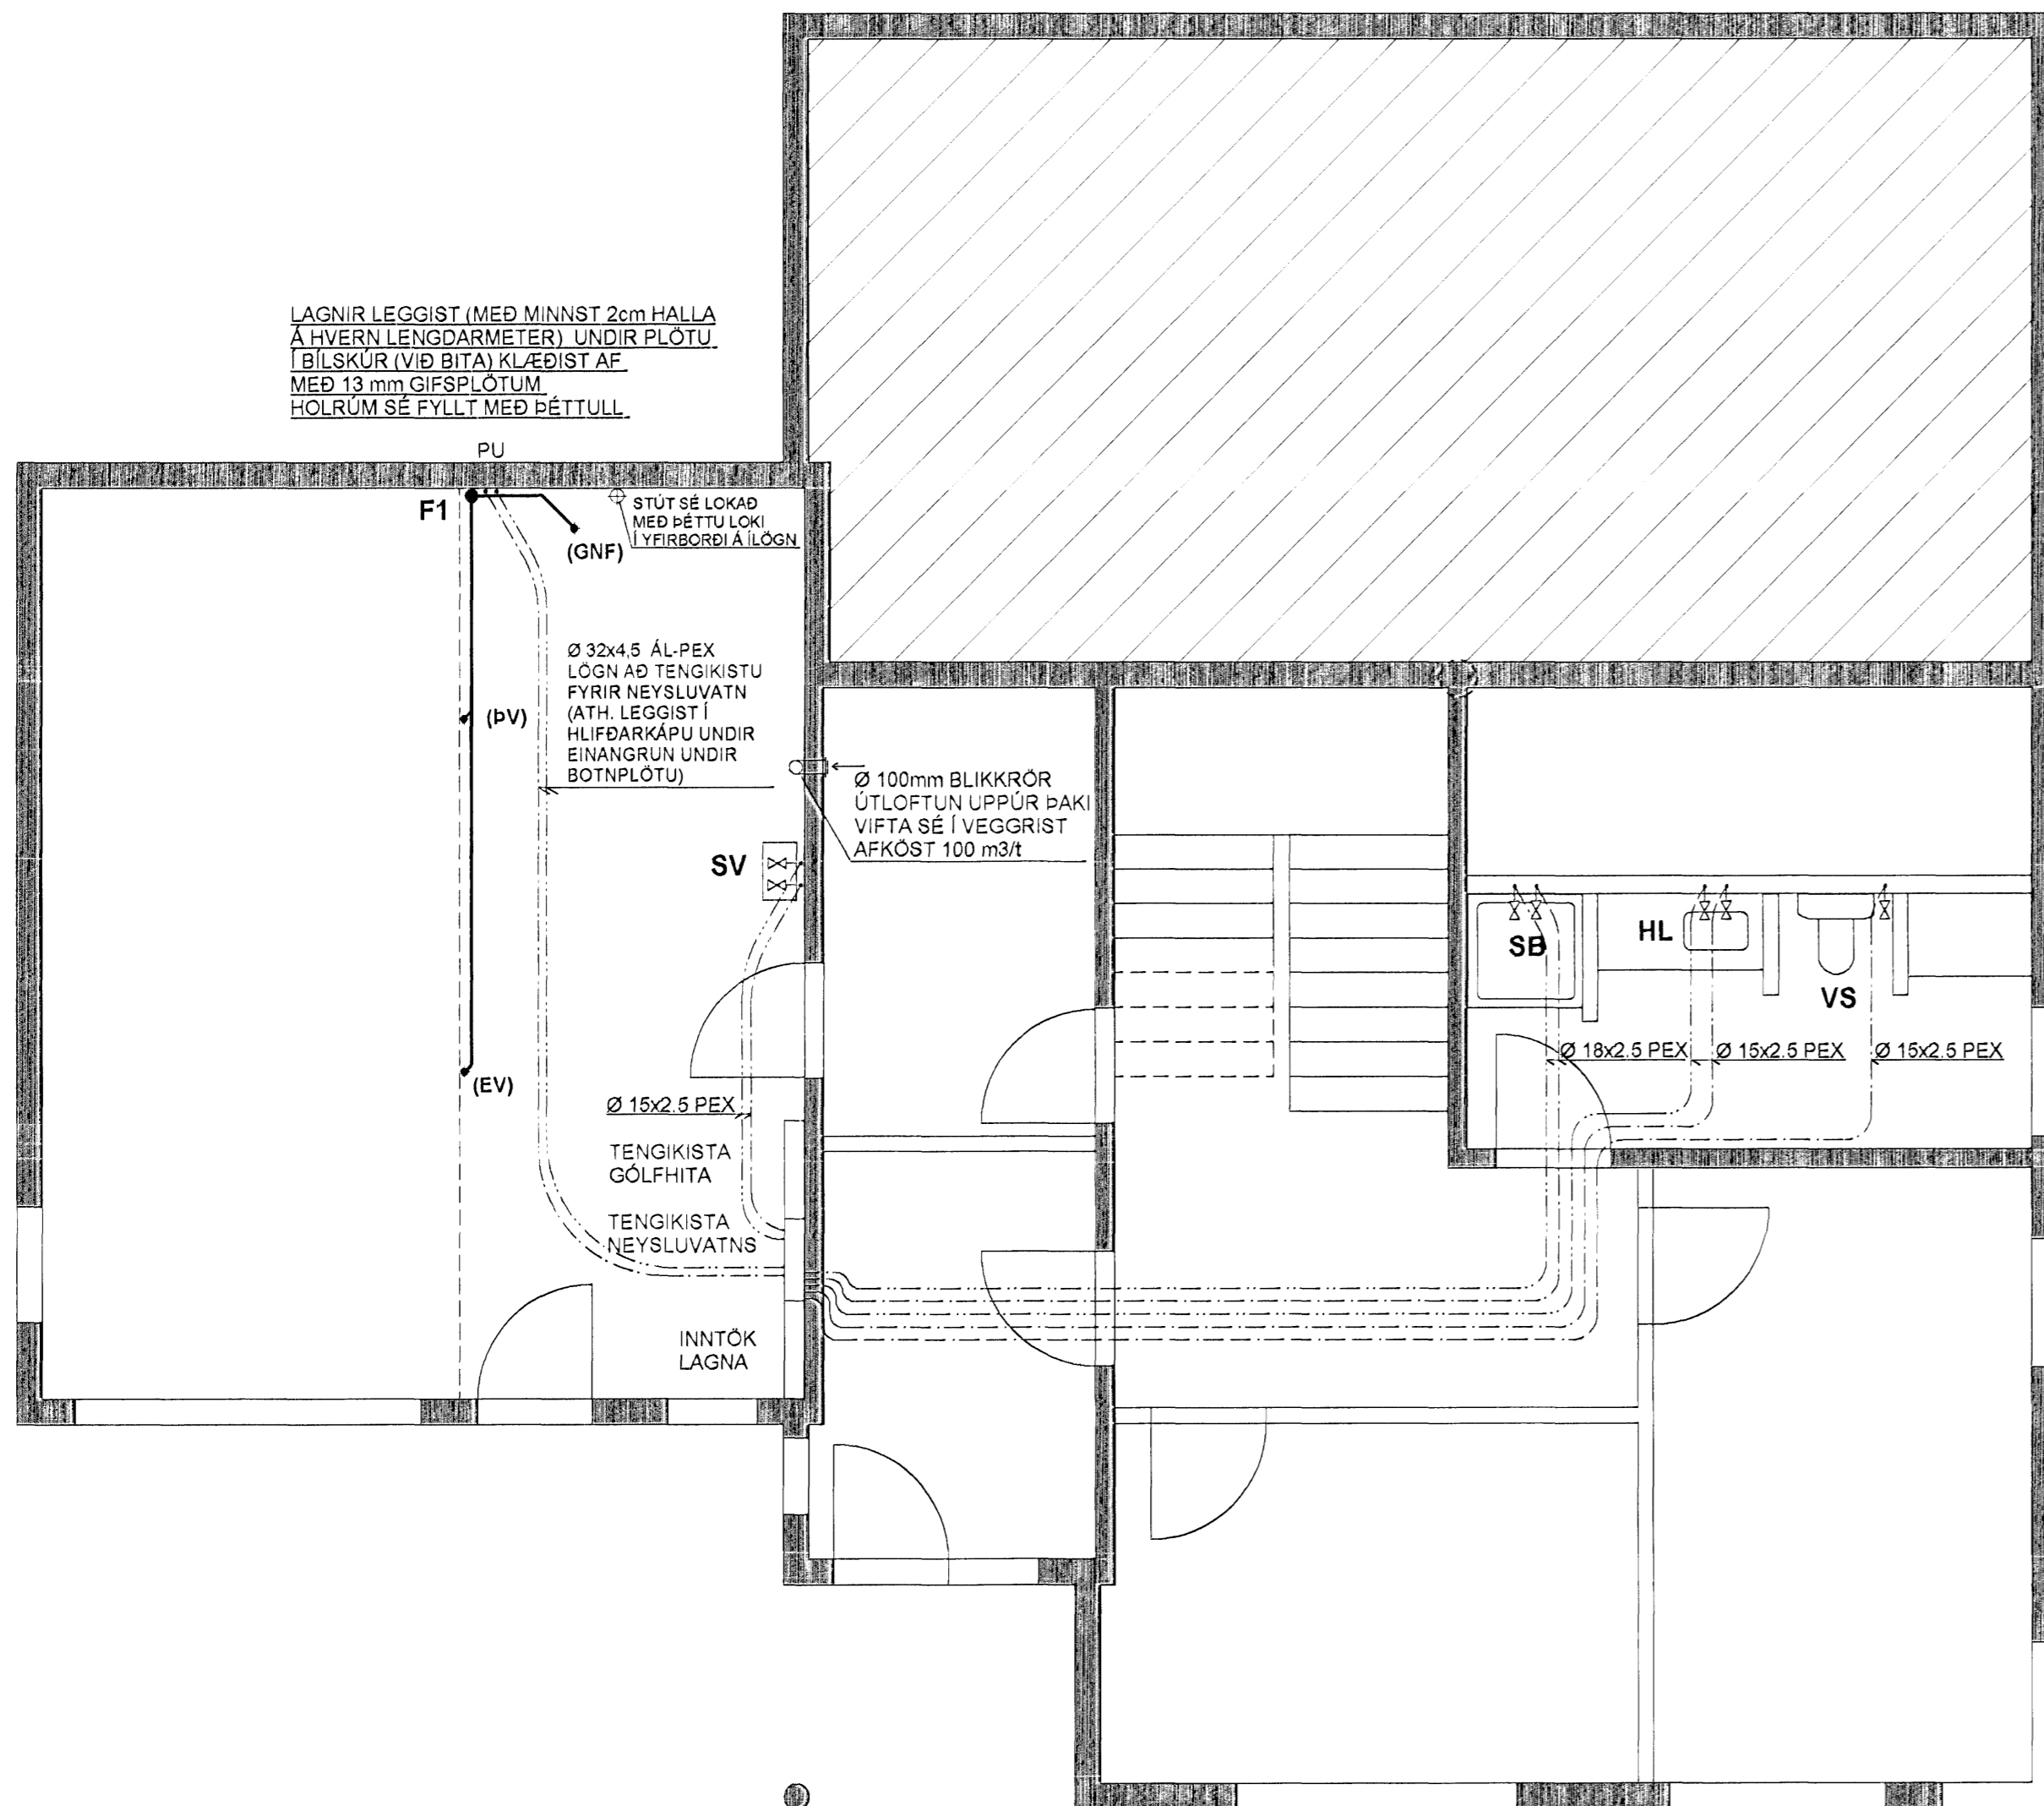 LAGNIR LEGGIST (MEÐ MINNST 2cm HALLA
Á HVERN LENGDARMETER) UNDIR PLÖTU
Í BÍLSKÚR (VIÐ BITA) KLÆÐIST AF
MEÐ 13 mm GIFSPLÖTUM
HOLRÚM SÉ FYLLT MEÐ ÞÉTTULL
PU
F1
(GNF)
STÚT SÉ LOKAÐ
MEÐ ÞÉTTU LOKI
Í YFIRBORÐI Á ÍLÖGN
(ÞV)
Ø 32x4,5 ÁL-PEX
LÖGN AÐ TENGIKISTU
FYRIR NEYSLUVATN
(ATH. LEGGIST Í
HLIFÐARKÁPU UNDIR
EINANGRUN UNDIR
BOTNPLÖTU)
Ø 100mm BLIKKRÖR
ÚTLOFTUN UPPÚR ÞAKI
VIFTA SÉ Í VEGGRIST
AFKÖST 100 m3/t
SV
SB
HL
VS
Ø 18x2.5 PEX
Ø 15x2.5 PEX
Ø 15x2.5 PEX
(EV)
Ø 15x2.5 PEX
TENGIKISTA
GÓLFHITA
TENGIKISTA
NEYSLUVATNS
INNTÖK
LAGNA